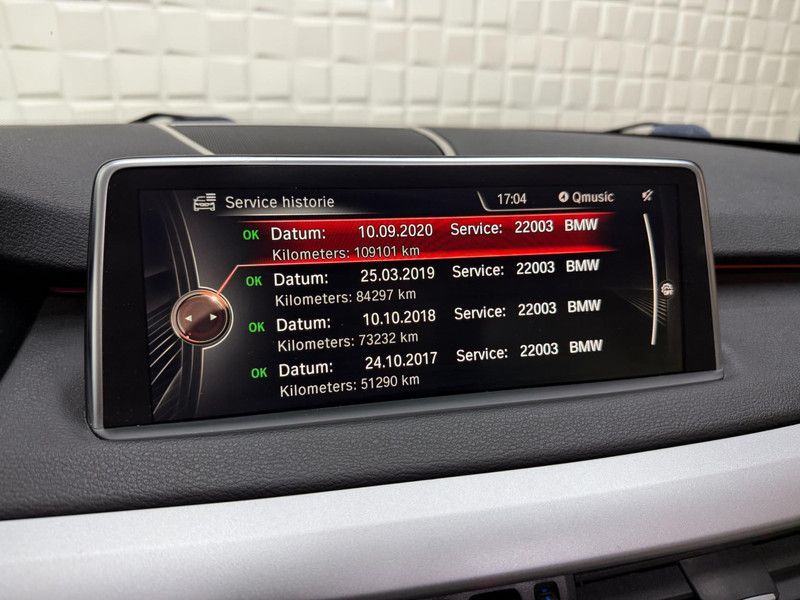 Service historie 17:04 Qmusic
OK Datum: 10.09.2020 Service: 22003 BMW
Kilometers: 109101 km
OK Datum: 25.03.2019 Service: 22003 BMW
Kilometers: 84297 km
OK Datum: 10.10.2018 Service: 22003 BMW
Kilometers: 73232 km
OK Datum: 24.10.2017 Service: 22003 BMW
Kilometers: 51290 km